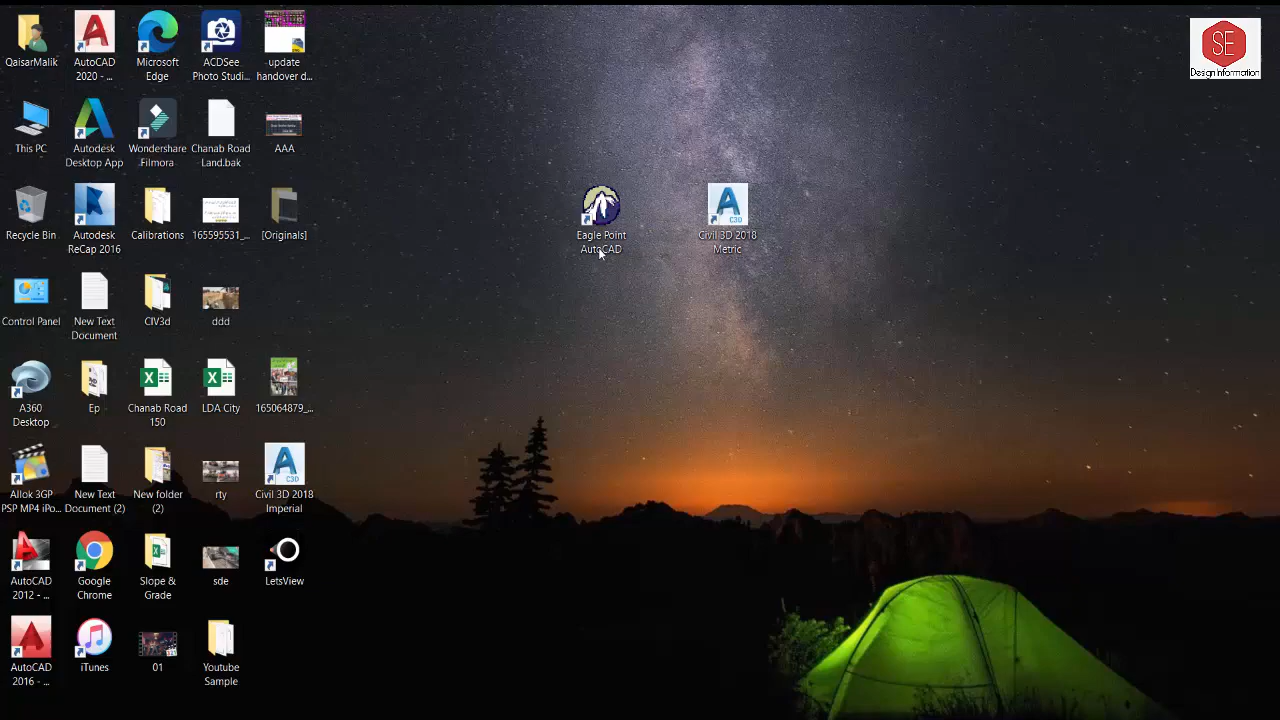 QaisarMalik
AutoCAD
2020 - ...
Microsoft
Edge
ACDSee
Photo Studi...
update
handover d...
This PC
Autodesk
Desktop App
Wondershare
Filmora
Chanab Road
Land.bak
AAA
Recycle Bin
Autodesk
ReCap 2016
Calibrations
165595531_...
[Originals]
Control Panel
New Text
Document
CIV3d
ddd
A360
Desktop
Ep
Chanab Road
150
LDA City
165064879_...
Allok 3GP
PSP MP4 iPo...
New Text
Document (2)
New folder
(2)
rty
Civil 3D 2018
Imperial
AutoCAD
2012 - ...
Google
Chrome
Slope &
Grade
sde
LetsView
AutoCAD
2016 - ...
iTunes
01
Youtube
Sample
Eagle Point
AutoCAD
C3D
Civil 3D 2018
Metric
C3D
SE
Design Information